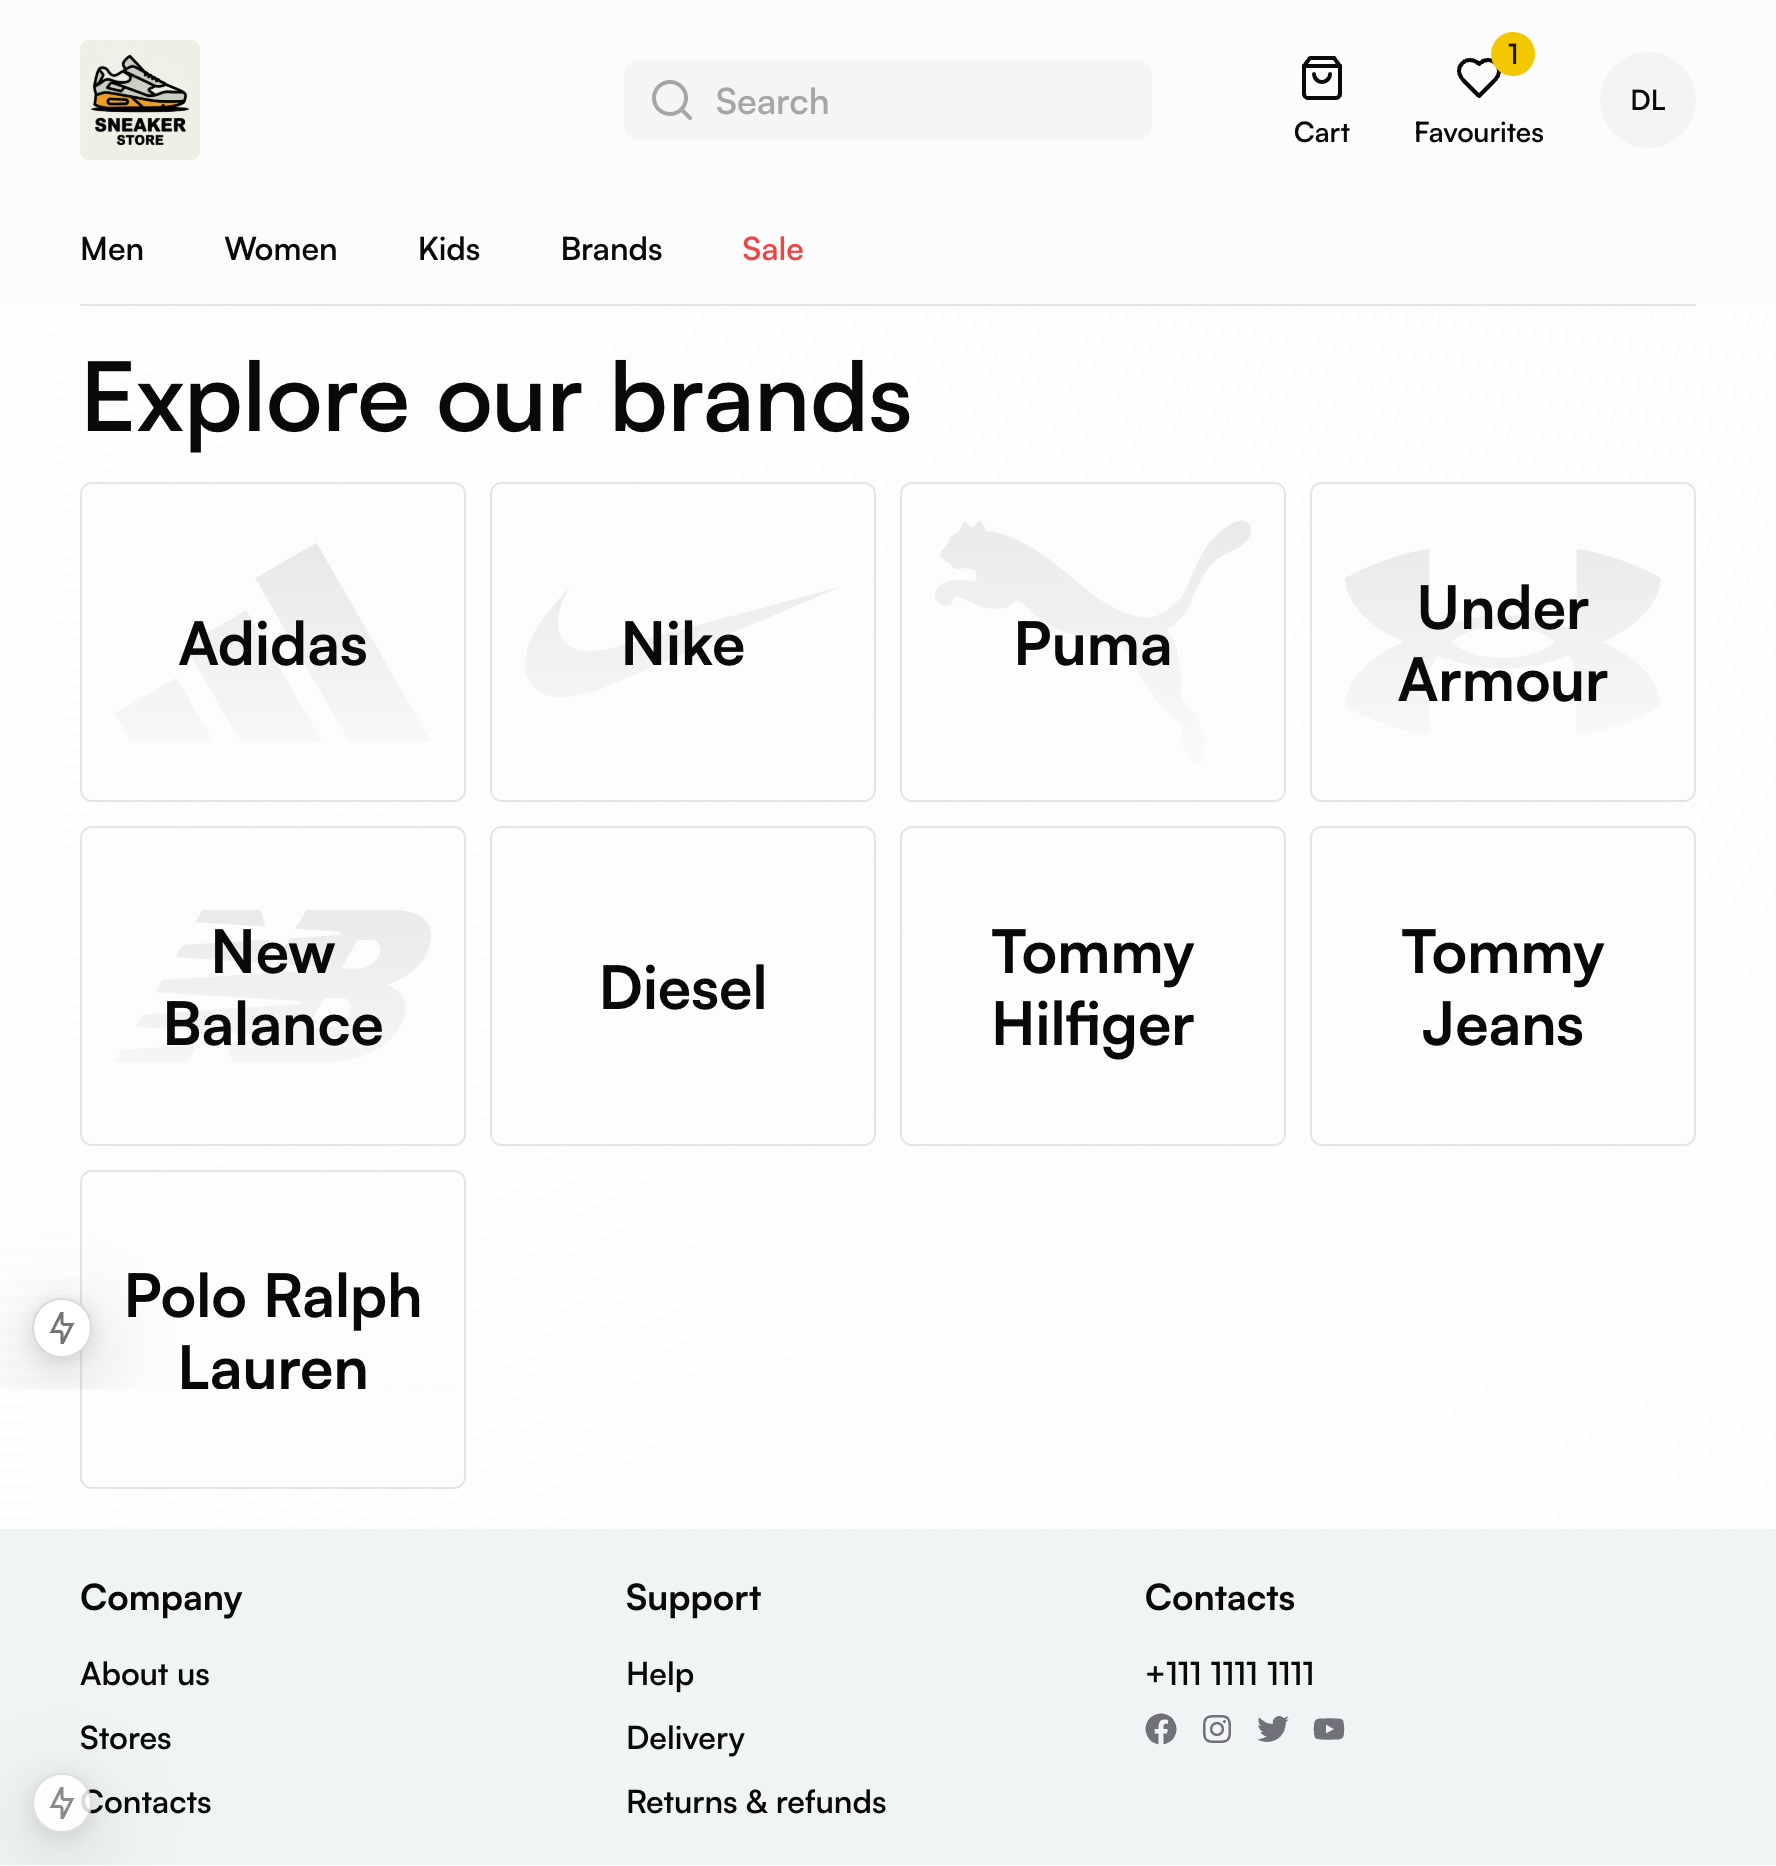 SNEAKER
STORE
Search
Cart
1
Favourites
DL
Men
Women
Kids
Brands
Sale
Explore our brands
Adidas
Nike
Puma
Under
Armour
New
Balance
Diesel
Tommy
Hilfiger
Tommy
Jeans
Polo Ralph
Lauren
Company
About us
Stores
Contacts
Support
Help
Delivery
Returns & refunds
Contacts
+111 1111 1111